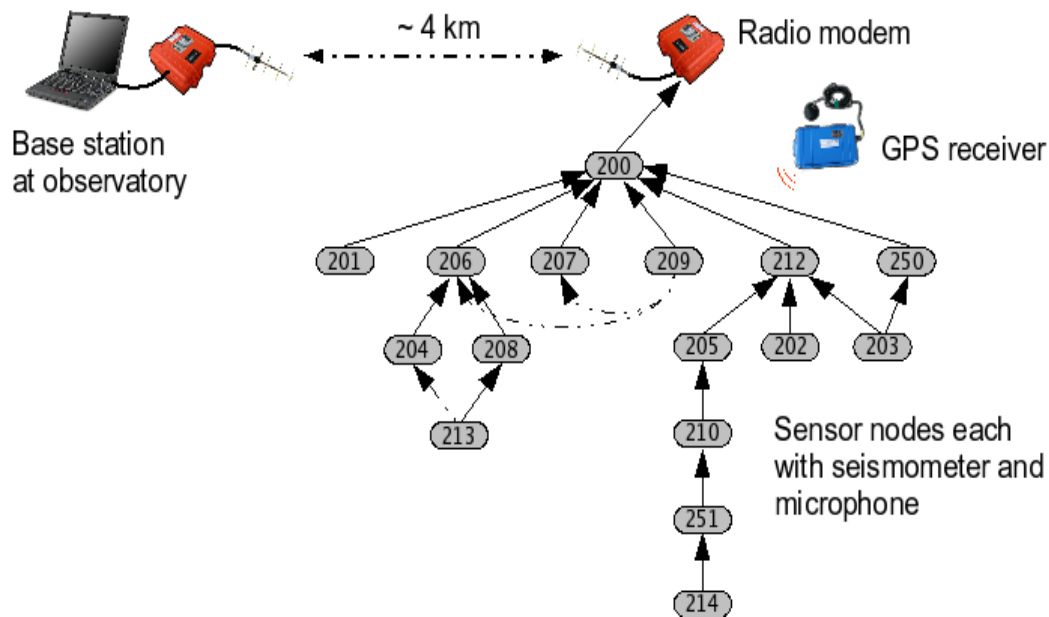 ~ 4 km
Radio modem
Base station
at observatory
GPS receiver
200
201
206
207
209
212
250
204
208
205
202
203
213
210
Sensor nodes each
with seismometer and
microphone
251
214